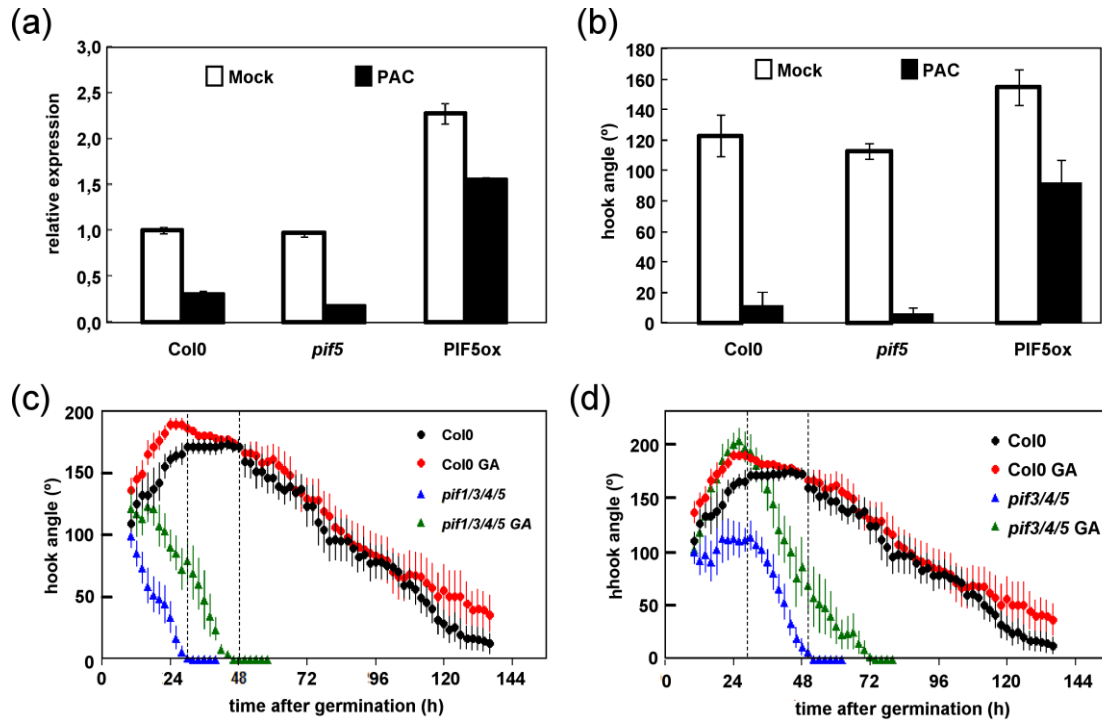 (a)
relative expression
3,0
2,5
2,0
1,5
1,0
0,5
0,0
Mock
PAC
Col0
pif5
PIF5ox
(b)
hook angle (º)
180
160
140
120
100
80
60
40
20
0
Mock
PAC
Col0
pif5
PIF5ox
(c)
hook angle (º)
200
150
100
50
0
Col0
Col0 GA
pif1/3/4/5
pif1/3/4/5 GA
0
24
48
72
96
120
144
time after germination (h)
(d)
hhook angle (º)
200
150
100
50
0
Col0
Col0 GA
pif3/4/5
pif3/4/5 GA
0
24
48
72
96
120
144
time after germination (h)